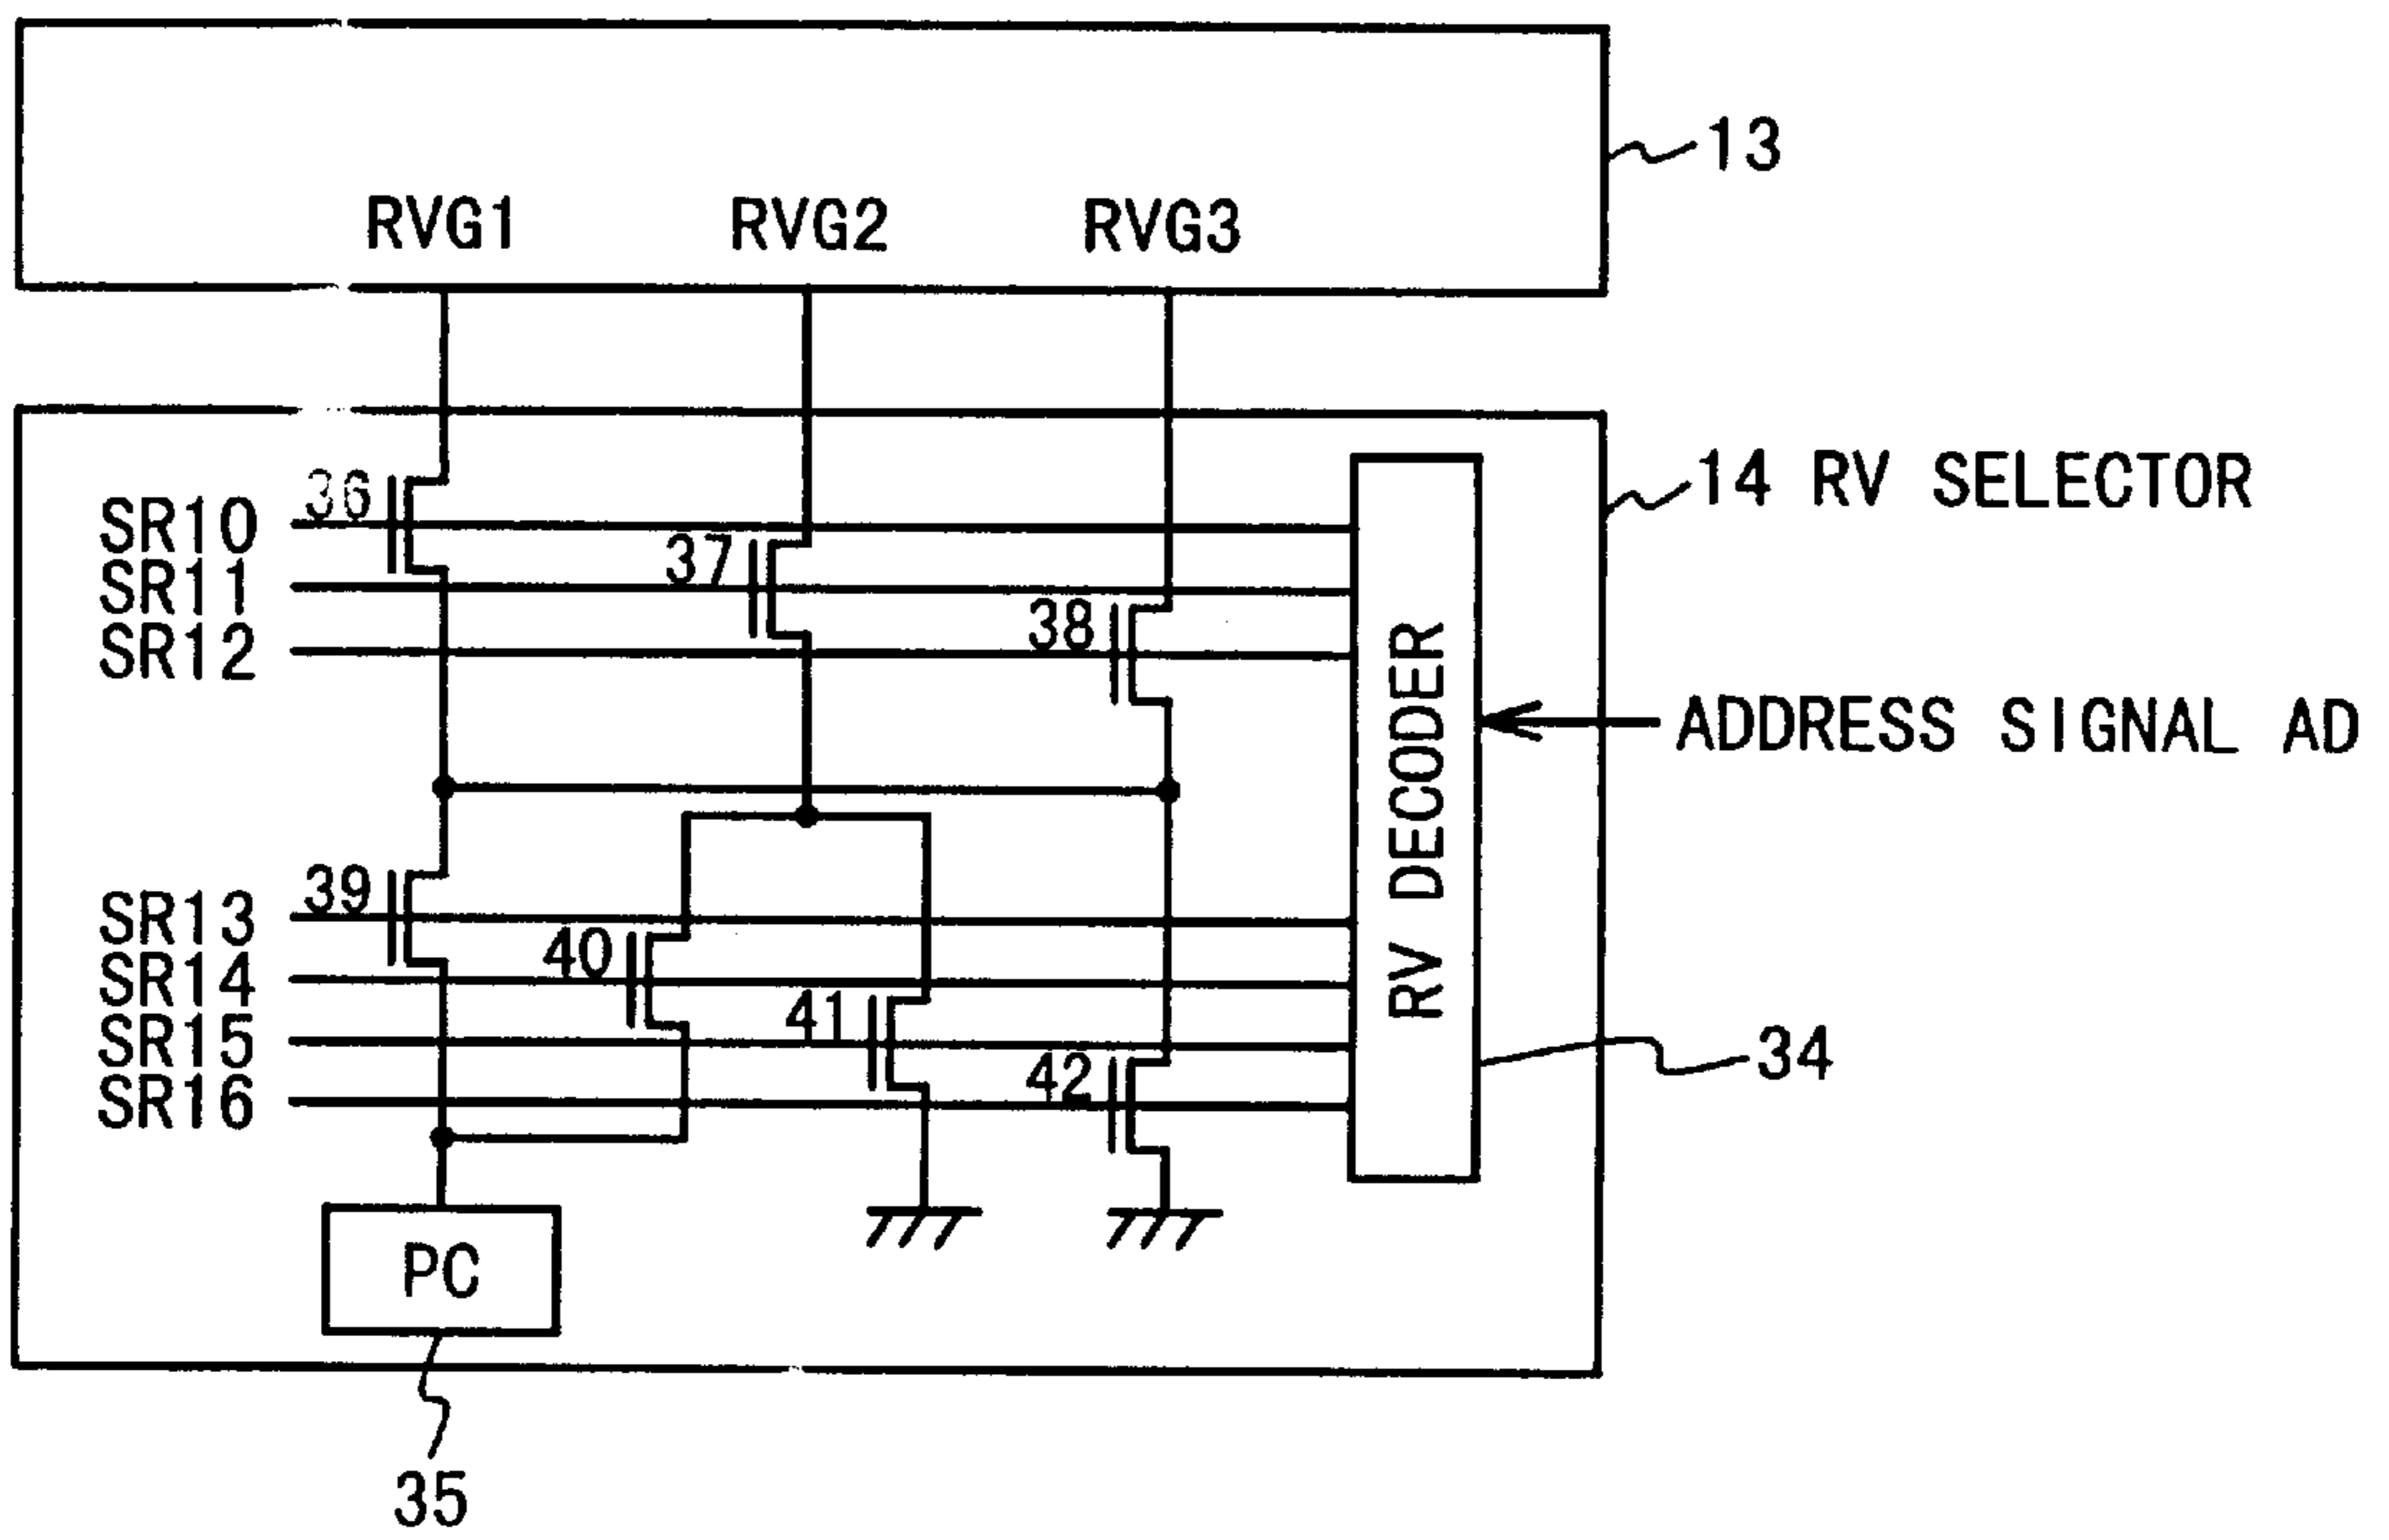 13
RVG1 RVG2 RVG3
14 RV SELECTOR
36
SR10
37
SR11
38
SR12
RV DECODER
ADDRESS SIGNAL AD
39
SR13
40
SR14
41
SR15
34
42
SR16
PC
35